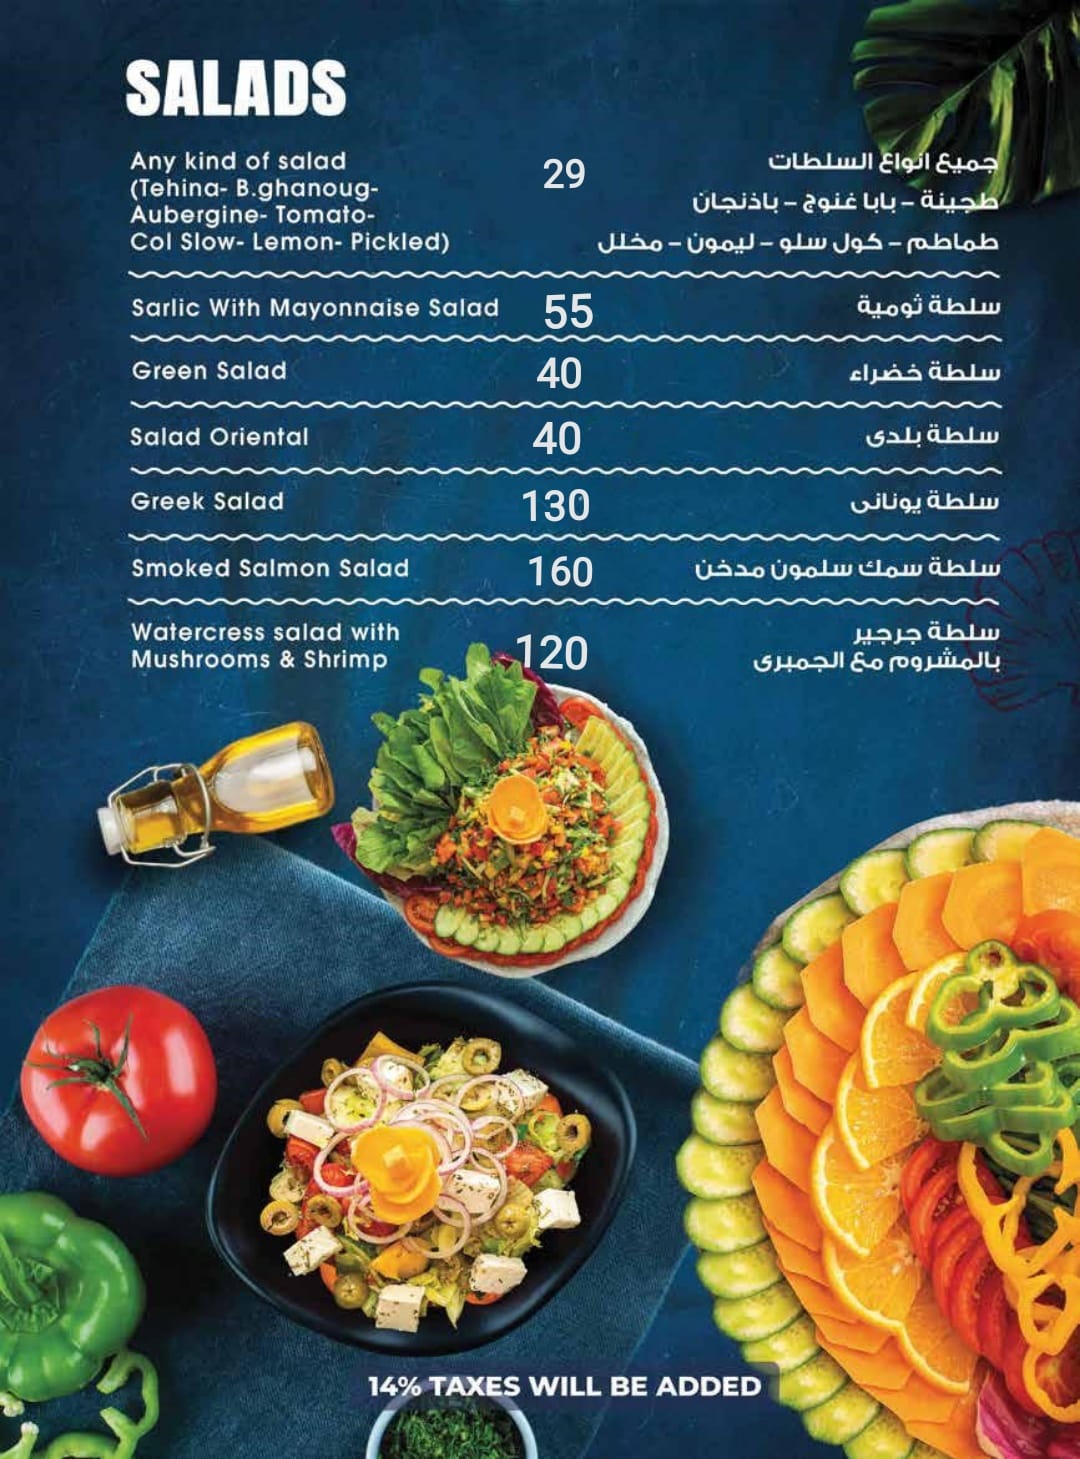 SALADS
Any kind of salad
(Tehina- B.ghanoug-
Aubergine- Tomato-
Col Slow- Lemon- Pickled)
29
جميع انواع السلطات
طحينة – بابا غنوج – باذنجان
طماطم – كول سلو – ليمون – مخلل
Sarlic With Mayonnaise Salad 55 سلطة ثومية
Green Salad 40 سلطة خضراء
Salad Oriental 40 سلطة بلدى
Greek Salad 130 سلطة يونانى
Smoked Salmon Salad 160 سلطة سمك سلمون مدخن
Watercress salad with
Mushrooms & Shrimp
120
سلطة جرجير
بالمشروم مع الجمبرى
14% TAXES WILL BE ADDED